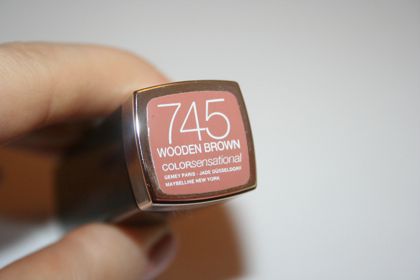 745
WOODEN BROWN
COLORsensational
GEMEY PARIS - JADE DÜSSELDORF
MAYBELLINE NEW YORK